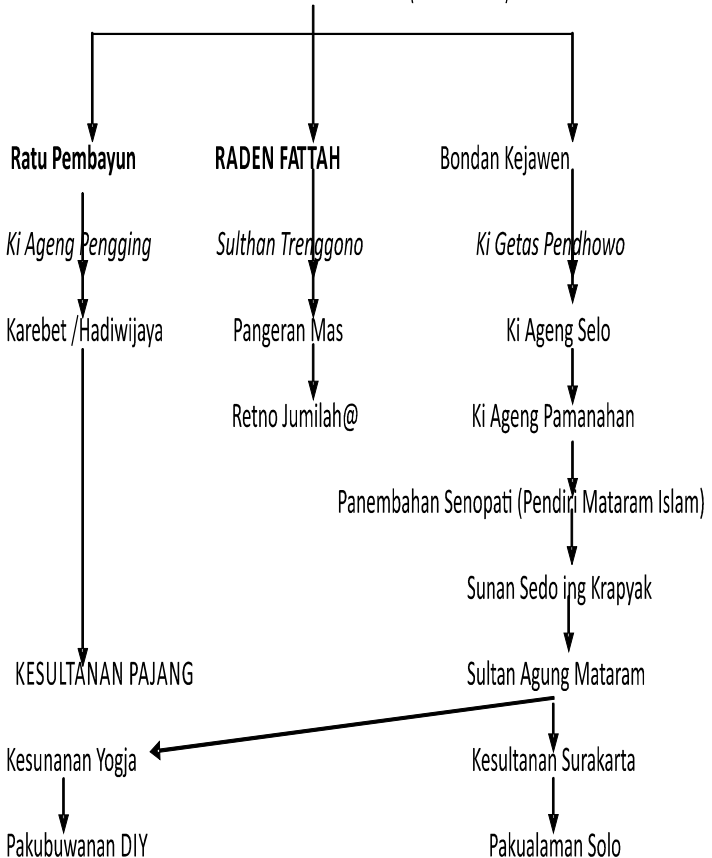 Ratu Pembayun RADEN FATTAH Bondan Kejawen
Ki Ageng Pengging Sulthan Trenggono Ki Getas Pendhowo
Karebet /Hadiwijaya Pangeran Mas Ki Ageng Selo
Retno Jumilah@ Ki Ageng Pamanahan
Panembahan Senopati (Pendiri Mataram Islam)
Sunan Sedo ing Krapyak
KESULTANAN PAJANG Sultan Agung Mataram
Kesunanan Yogja Kesultanan Surakarta
Pakubuwanan DIY Pakualaman Solo